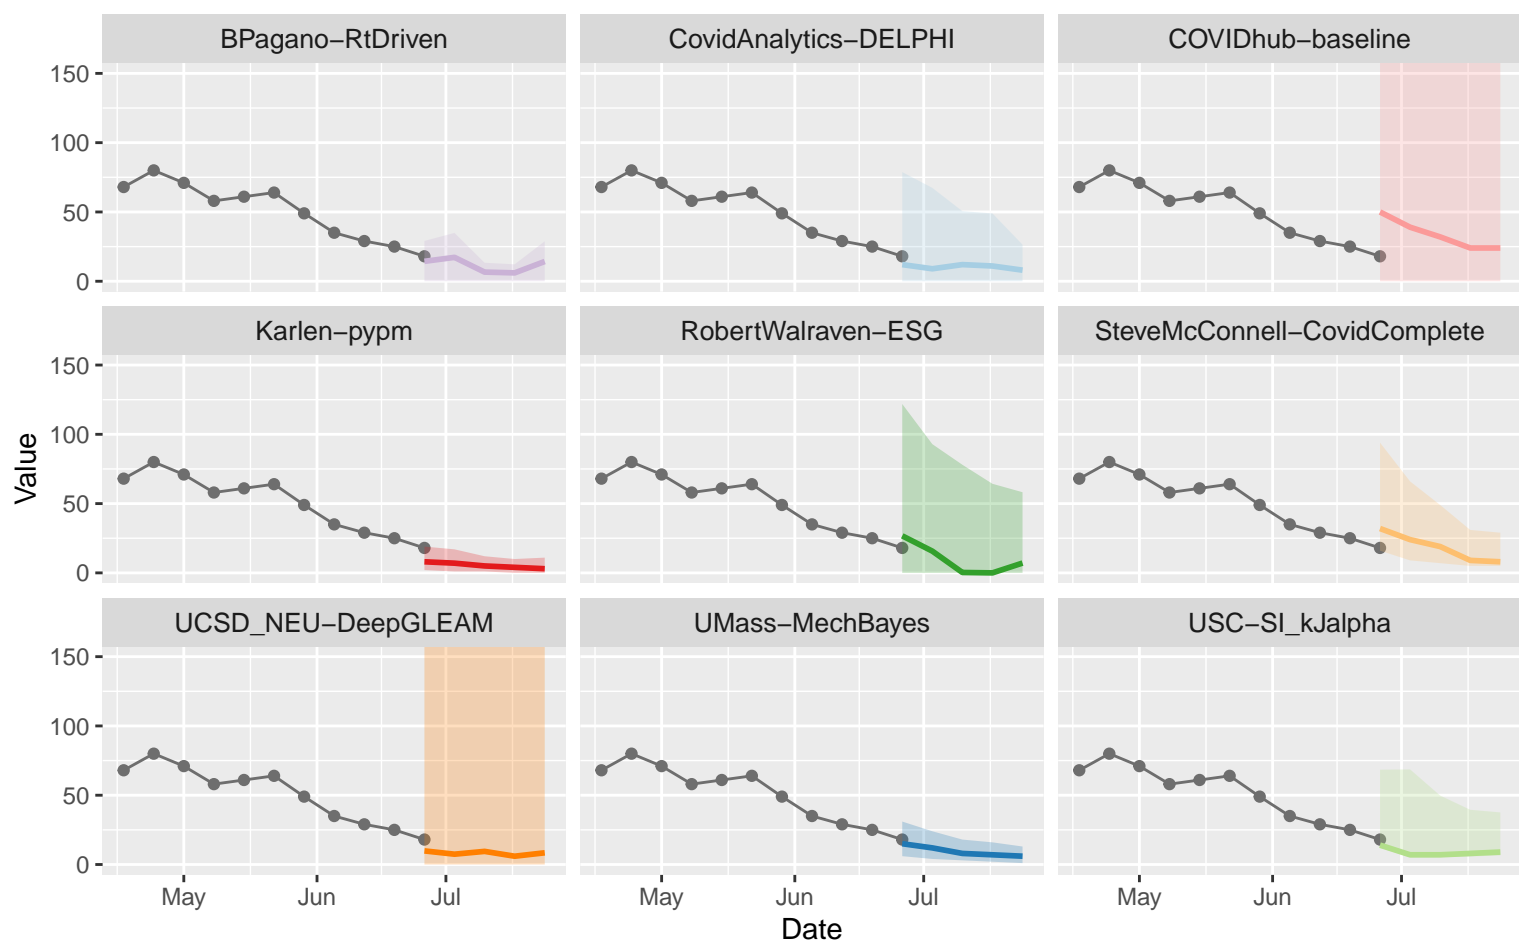 BPagano−RtDriven
CovidAnalytics−DELPHI
COVIDhub−baseline
150
100
50
0
Karlen−pypm
RobertWalraven−ESG
SteveMcConnell−CovidComplete
150
100
50
0
Value
UCSD_NEU−DeepGLEAM
UMass−MechBayes
USC−SI_kJalpha
150
100
50
0
May Jun Jul May Jun Jul May Jun Jul
Date